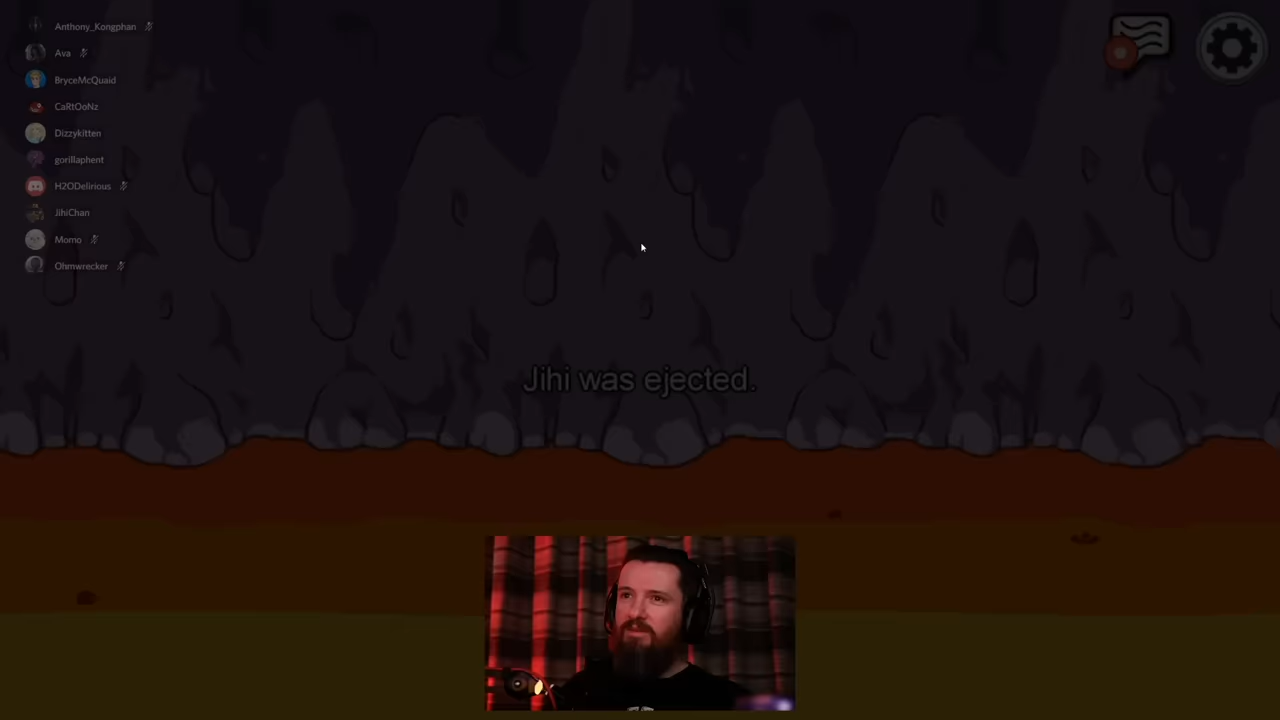 Anthony_Kongphan
Ava
BryceMcQuaid
CaRtOoNz
Dizzykitten
gorillaphent
H2ODelirious
JihiChan
Momo
Ohmwrecker
Jihi was ejected.